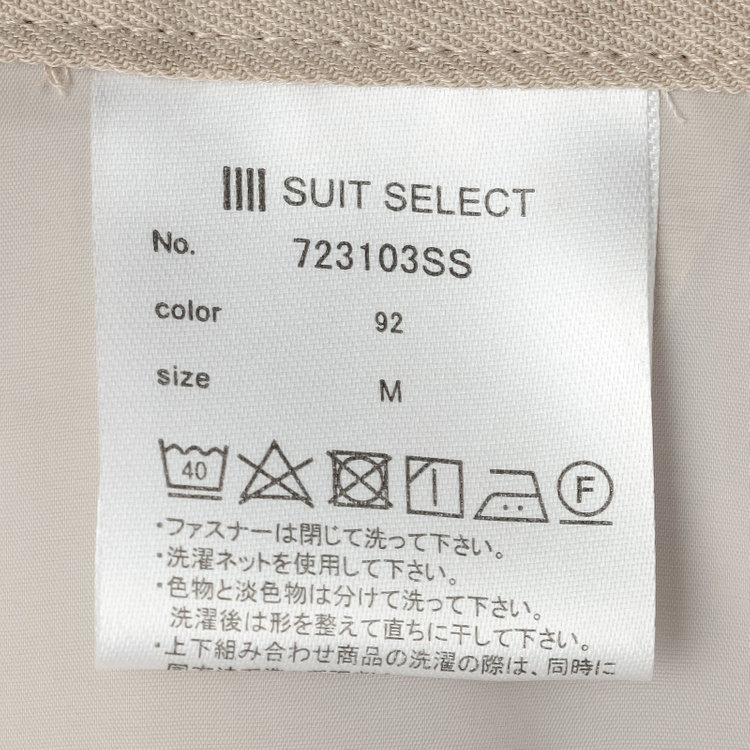 SUIT SELECT
No. 723103SS
color 92
size M
40 F
・ファスナーは閉じて洗って下さい。
・洗濯ネットを使用して下さい。
・色物と淡色物は分けて洗って下さい。
洗濯後は形を整えて直ちに干して下さい。
・上下組み合わせ商品の洗濯の際は、同時に